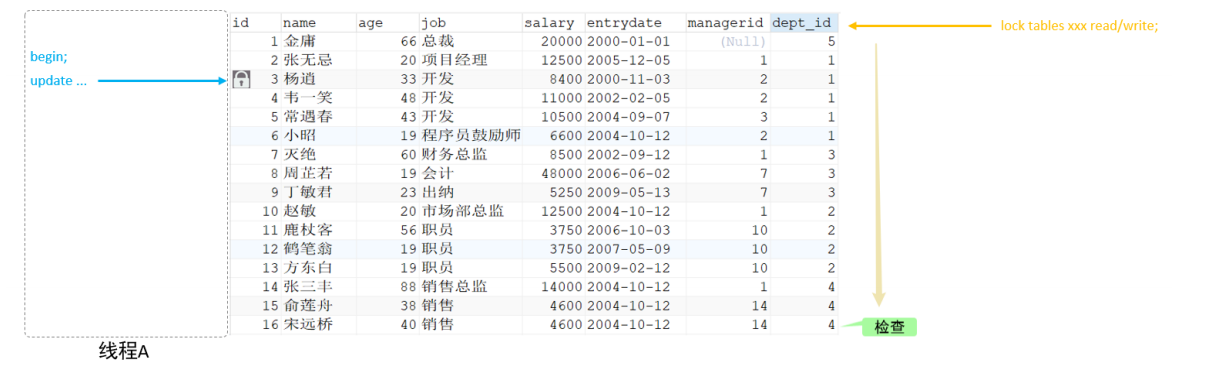 id name age job salary entrydate managerid dept_id
lock tables xxx read/write;
1 金庸 66 总裁 20000 2000-01-01 (Null) 5
begin;
2 张无忌 20 项目经理 12500 2005-12-05 1 1
update ...
3 杨逍 33 开发 8400 2000-11-03 2 1
4 韦一笑 48 开发 11000 2002-02-05 2 1
5 常遇春 43 开发 10500 2004-09-07 3 1
6 小昭 19 程序员鼓励师 6600 2004-10-12 2 1
7 灭绝 60 财务总监 8500 2002-09-12 1 3
8 周芷若 19 会计 48000 2006-06-02 7 3
9 丁敏君 23 出纳 5250 2009-05-13 7 3
10 赵敏 20 市场部总监 12500 2004-10-12 1 2
11 鹿杖客 56 职员 3750 2006-10-03 10 2
12 鹤笔翁 19 职员 3750 2007-05-09 10 2
13 方东白 19 职员 5500 2009-02-12 10 2
14 张三丰 88 销售总监 14000 2004-10-12 1 4
15 俞莲舟 38 销售 4600 2004-10-12 14 4
16 宋远桥 40 销售 4600 2004-10-12 14 4
检查
线程A